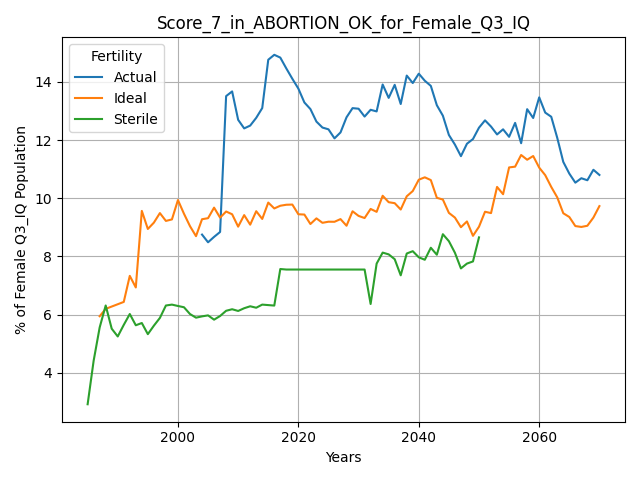 Score_7_in_ABORTION_OK_for_Female_Q3_IQ
Fertility
Actual
Ideal
Sterile
% of Female Q3_IQ Population
14
12
10
8
6
4
2000
2020
2040
2060
Years